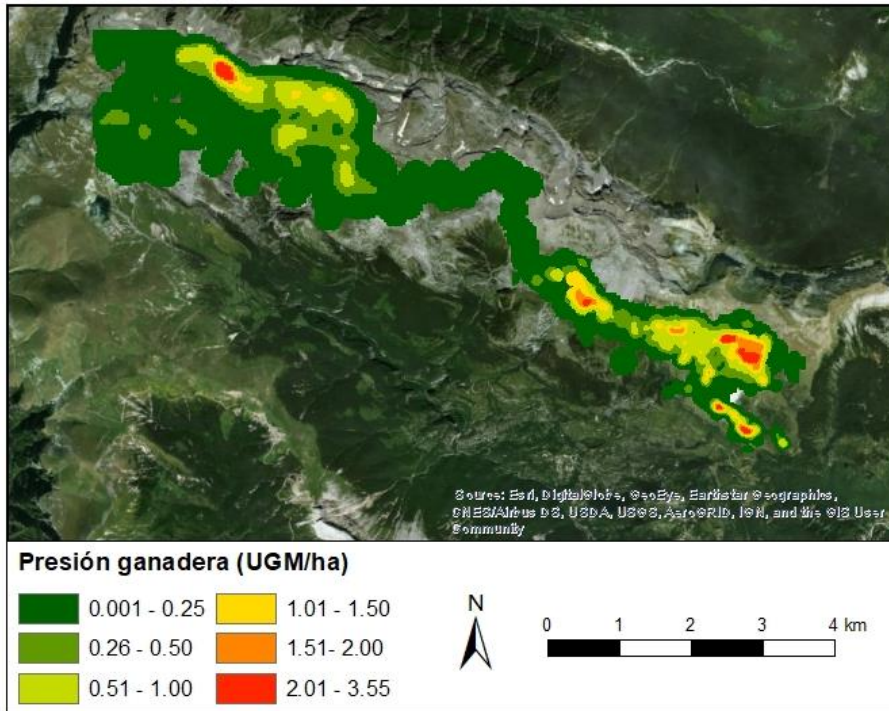 Source: Esri, DigitalGlobe, GeoEye, Earthstar Geographics,
CNES/Airbus DS, USDA, USGS, AeroGRID, IGN, and the GIS User
Community
Presión ganadera (UGM/ha)
0.001 - 0.25
0.26 - 0.50
0.51 - 1.00
1.01 - 1.50
1.51- 2.00
2.01 - 3.55
N
0 1 2 3 4 km